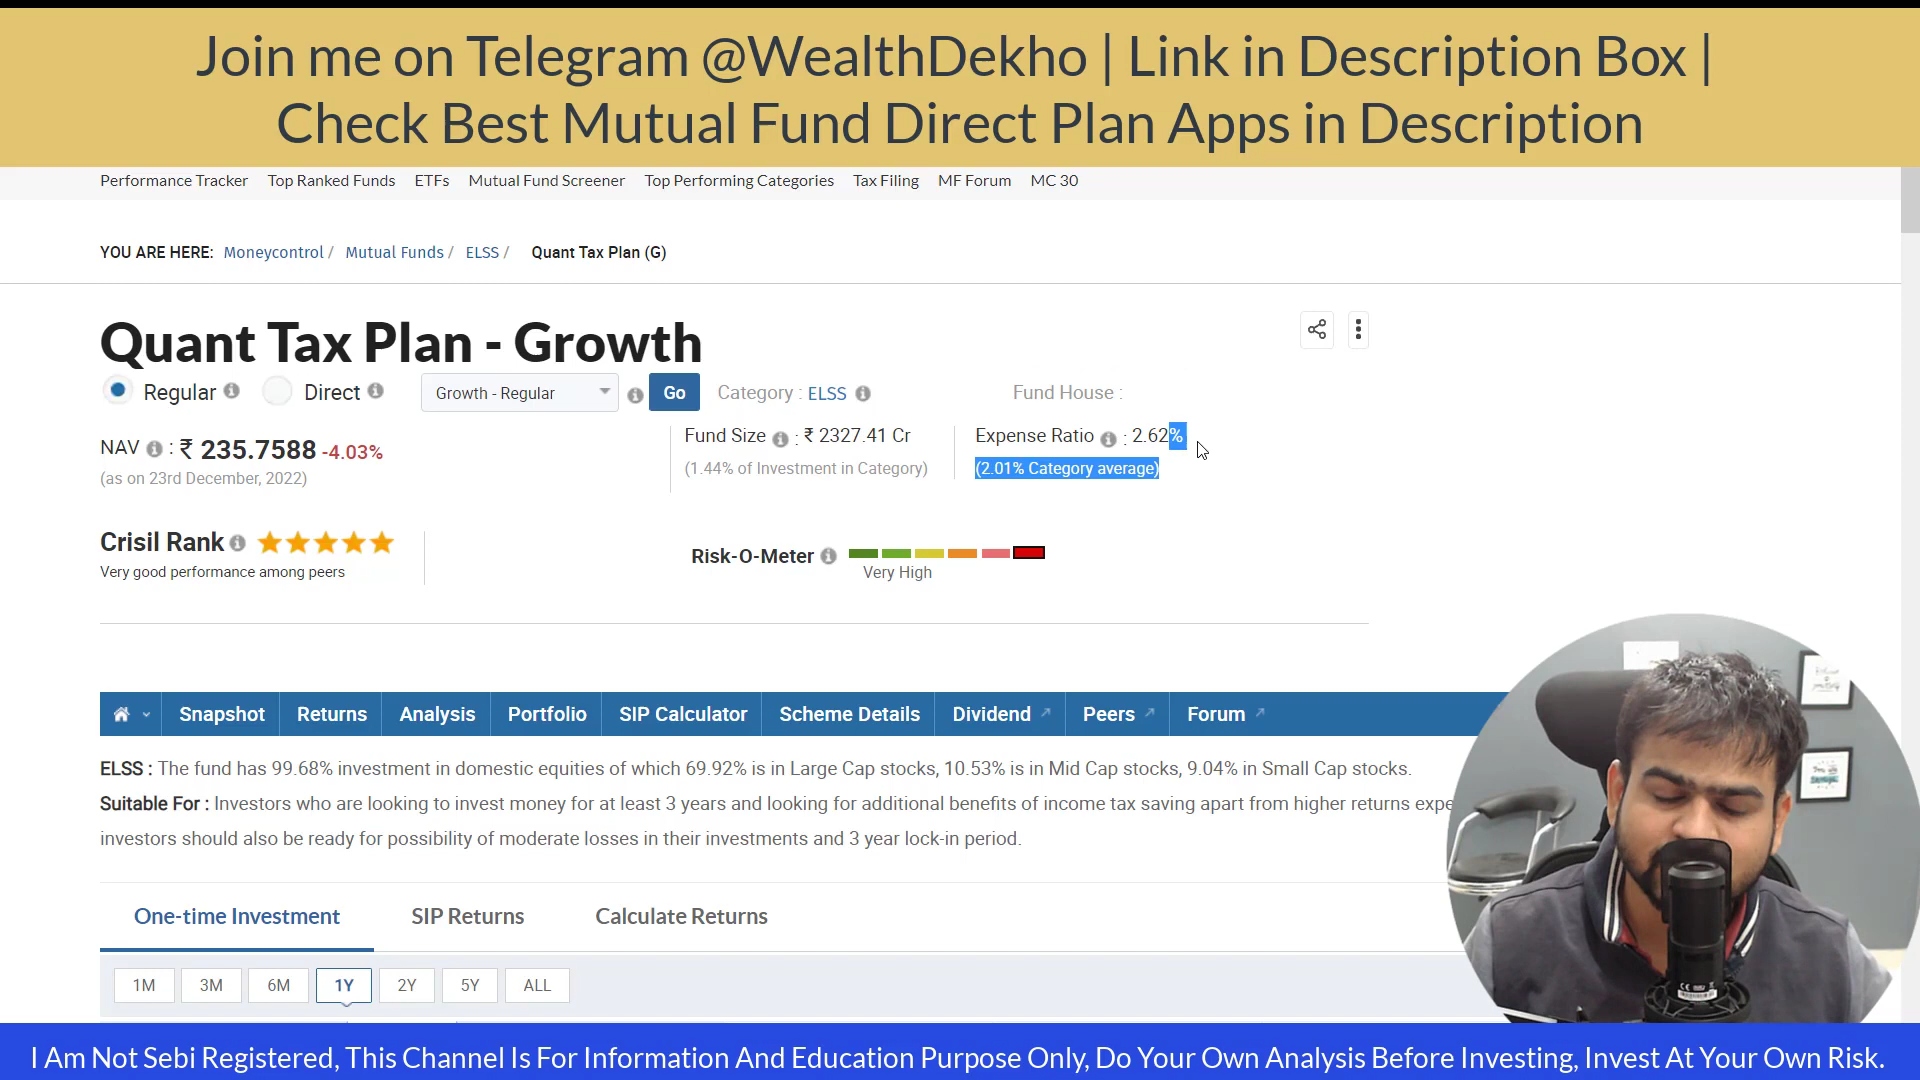 Join me on Telegram @WealthDekho | Link in Description Box |
Check Best Mutual Fund Direct Plan Apps in Description
Performance Tracker Top Ranked Funds ETFs Mutual Fund Screener Top Performing Categories Tax Filing MF Forum MC 30
YOU ARE HERE: Moneycontrol / Mutual Funds / ELSS / Quant Tax Plan (G)
Quant Tax Plan - Growth
Regular Direct Growth - Regular Go Category : ELSS Fund House :
NAV : ₹ 235.7588 -4.03%
(as on 23rd December, 2022)
Fund Size : ₹ 2327.41 Cr
(1.44% of Investment in Category)
Expense Ratio : 2.62%
(2.01% Category average)
Crisil Rank
Very good performance among peers
Risk-O-Meter
Very High
Snapshot Returns Analysis Portfolio SIP Calculator Scheme Details Dividend Peers Forum
ELSS : The fund has 99.68% investment in domestic equities of which 69.92% is in Large Cap stocks, 10.53% is in Mid Cap stocks, 9.04% in Small Cap stocks.
Suitable For : Investors who are looking to invest money for at least 3 years and looking for additional benefits of income tax saving apart from higher returns expe
investors should also be ready for possibility of moderate losses in their investments and 3 year lock-in period.
One-time Investment SIP Returns Calculate Returns
1M 3M 6M 1Y 2Y 5Y ALL
I Am Not Sebi Registered, This Channel Is For Information And Education Purpose Only, Do Your Own Analysis Before Investing, Invest At Your Own Risk.